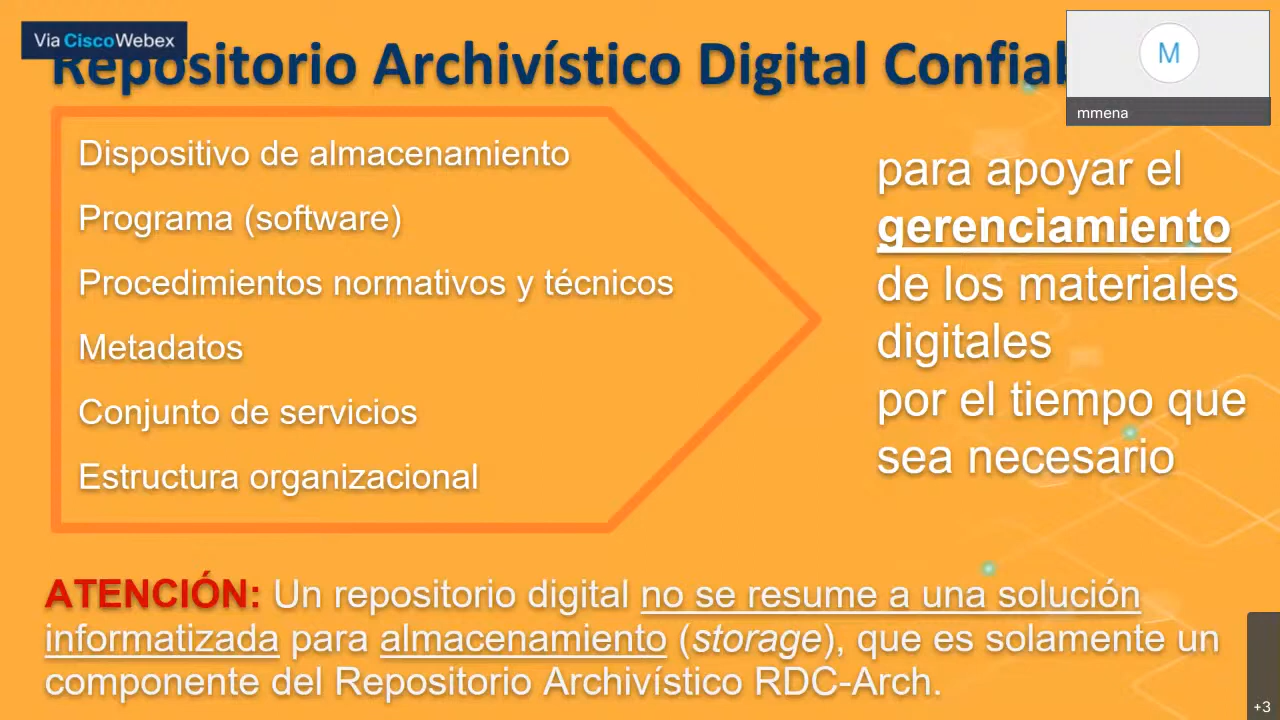 Via CiscoWebex
Repositorio Archivístico Digital
M
mmena
Dispositivo de almacenamiento
Programa (software)
Procedimientos normativos y técnicos
Metadatos
Conjunto de servicios
Estructura organizacional
para apoyar el
gerenciamiento
de los materiales
digitales
por el tiempo que
sea necesario
ATENCIÓN: Un repositorio digital no se resume a una solución
informatizada para almacenamiento (storage), que es solamente un
componente del Repositorio Archivístico RDC-Arch.
+3